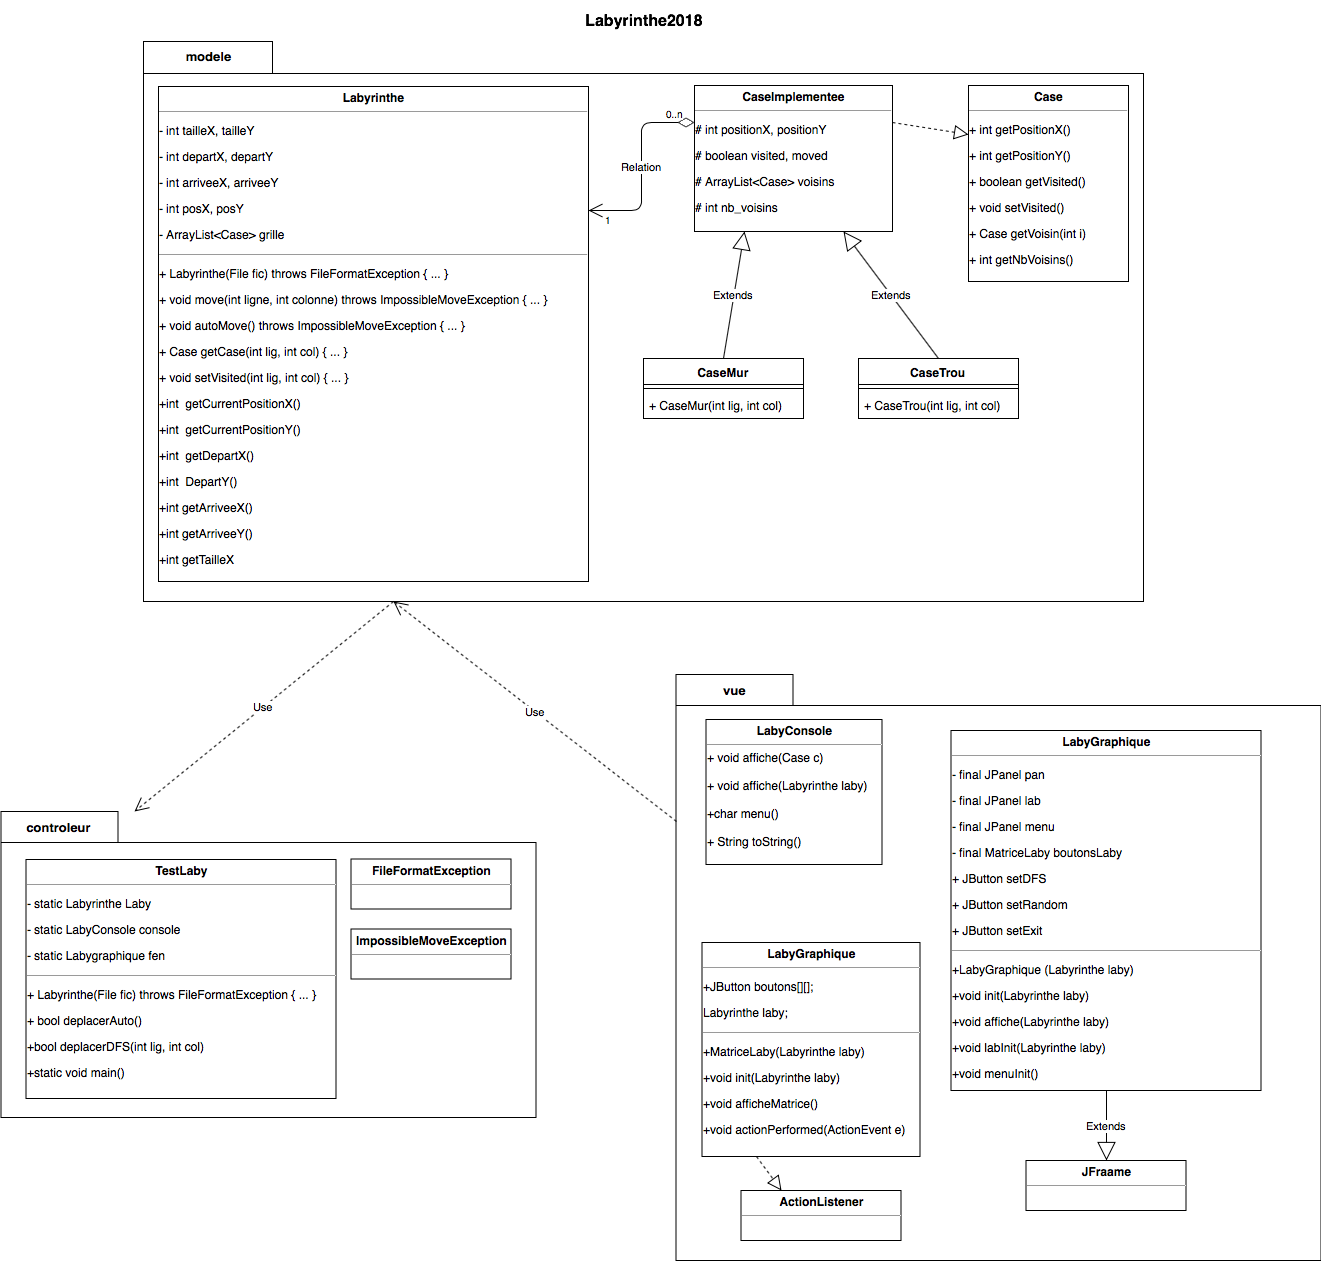 Labyrinthe2018
modele
Labyrinthe
- int tailleX, tailleY
- int departX, departY
- int arriveeX, arriveeY
- int posX, posY
- ArrayList<Case> grille
+ Labyrinthe(File fic) throws FileFormatException { ... }
+ void move(int ligne, int colonne) throws ImpossibleMoveException { ... }
+ void autoMove() throws ImpossibleMoveException { ... }
+ Case getCase(int lig, int col) { ... }
+ void setVisited(int lig, int col) { ... }
+int  getCurrentPositionX()
+int  getCurrentPositionY()
+int  getDepartX()
+int  DepartY()
+int getArriveeX()
+int getArriveeY()
+int getTailleX
0..n
Relation
1
CaseImplementee
# int positionX, positionY
# boolean visited, moved
# ArrayList<Case> voisins
# int nb_voisins
Case
+ int getPositionX()
+ int getPositionY()
+ boolean getVisited()
+ void setVisited()
+ Case getVoisin(int i)
+ int getNbVoisins()
Extends
Extends
CaseMur
+ CaseMur(int lig, int col)
CaseTrou
+ CaseTrou(int lig, int col)
Use
Use
controleur
TestLaby
- static Labyrinthe Laby
- static LabyConsole console
- static Labygraphique fen
+ Labyrinthe(File fic) throws FileFormatException { ... }
+ bool deplacerAuto()
+bool deplacerDFS(int lig, int col)
+static void main()
FileFormatException
ImpossibleMoveException
vue
LabyConsole
+ void affiche(Case c)
+ void affiche(Labyrinthe laby)
+char menu()
+ String toString()
LabyGraphique
- final JPanel pan
- final JPanel lab
- final JPanel menu
- final MatriceLaby boutonsLaby
+ JButton setDFS
+ JButton setRandom
+ JButton setExit
+LabyGraphique (Labyrinthe laby)
+void init(Labyrinthe laby)
+void affiche(Labyrinthe laby)
+void labInit(Labyrinthe laby)
+void menuInit()
LabyGraphique
+JButton boutons[][];
Labyrinthe laby;
+MatriceLaby(Labyrinthe laby)
+void init(Labyrinthe laby)
+void afficheMatrice()
+void actionPerformed(ActionEvent e)
Extends
JFraame
ActionListener